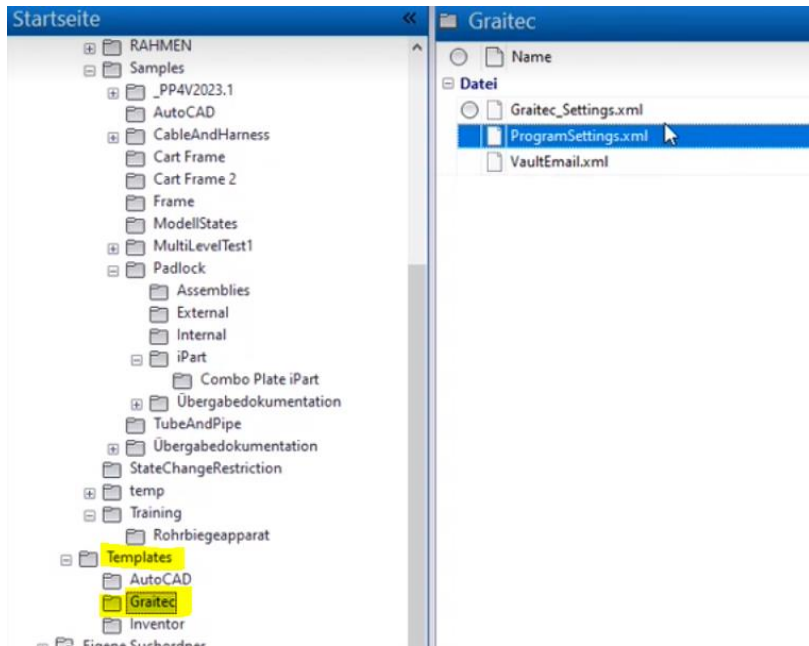 Startseite
RAHMEN
Samples
_PP4V2023.1
AutoCAD
CableAndHarness
Cart Frame
Cart Frame 2
Frame
ModellStates
MultiLevelTest1
Padlock
Assemblies
External
Internal
iPart
Combo Plate iPart
Übergabedokumentation
TubeAndPipe
Übergabedokumentation
StateChangeRestriction
temp
Training
Rohrbiegeapparat
Templates
AutoCAD
Graitec
Inventor
Eigene Suchordner
Graitec
Name
Datei
Graitec_Settings.xml
ProgramSettings.xml
VaultEmail.xml